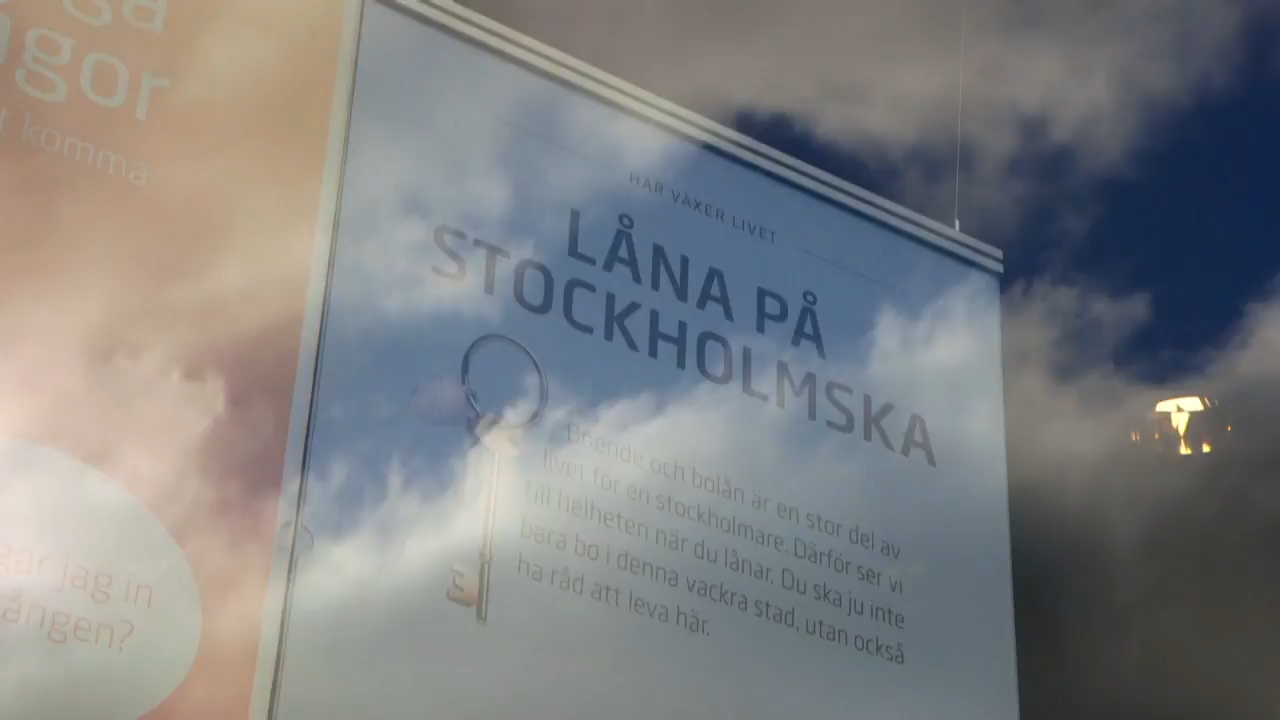 ga
gor
t komma
HÄR VÄXER LIVET
LÅNA PÅ
STOCKHOLMSKA
Boende och bolån är en stor del av
livet för en stockholmare. Därför ser vi
till helheten när du lånar. Du ska ju inte
bara bo i denna vackra stad, utan också
ha råd att leva här.
gar jag in
ången?